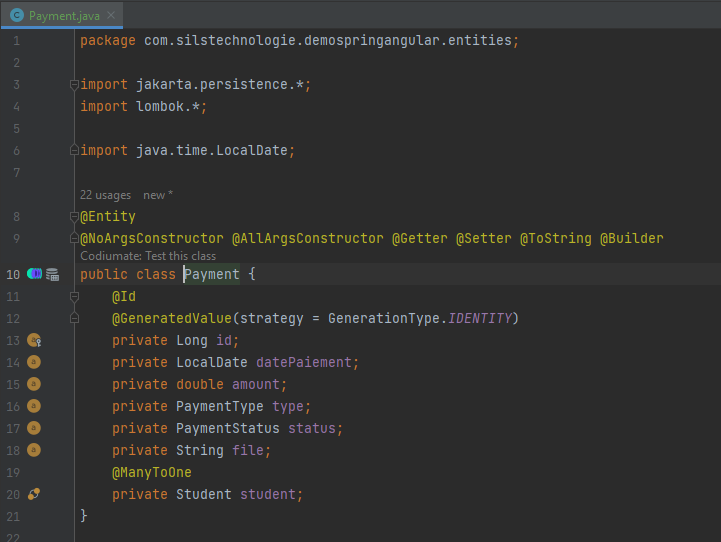 Payment.java
1 package com.silstechnologie.demospringangular.entities;
2
3 import jakarta.persistence.*;
4 import lombok.*;
5
6 import java.time.LocalDate;
7
22 usages new *
8 @Entity
9 @NoArgsConstructor @AllArgsConstructor @Getter @Setter @ToString @Builder
Codiumate: Test this class
10 public class Payment {
11 @Id
12 @GeneratedValue(strategy = GenerationType.IDENTITY)
13 private Long id;
14 private LocalDate datePaiement;
15 private double amount;
16 private PaymentType type;
17 private PaymentStatus status;
18 private String file;
19 @ManyToOne
20 private Student student;
21 }
22